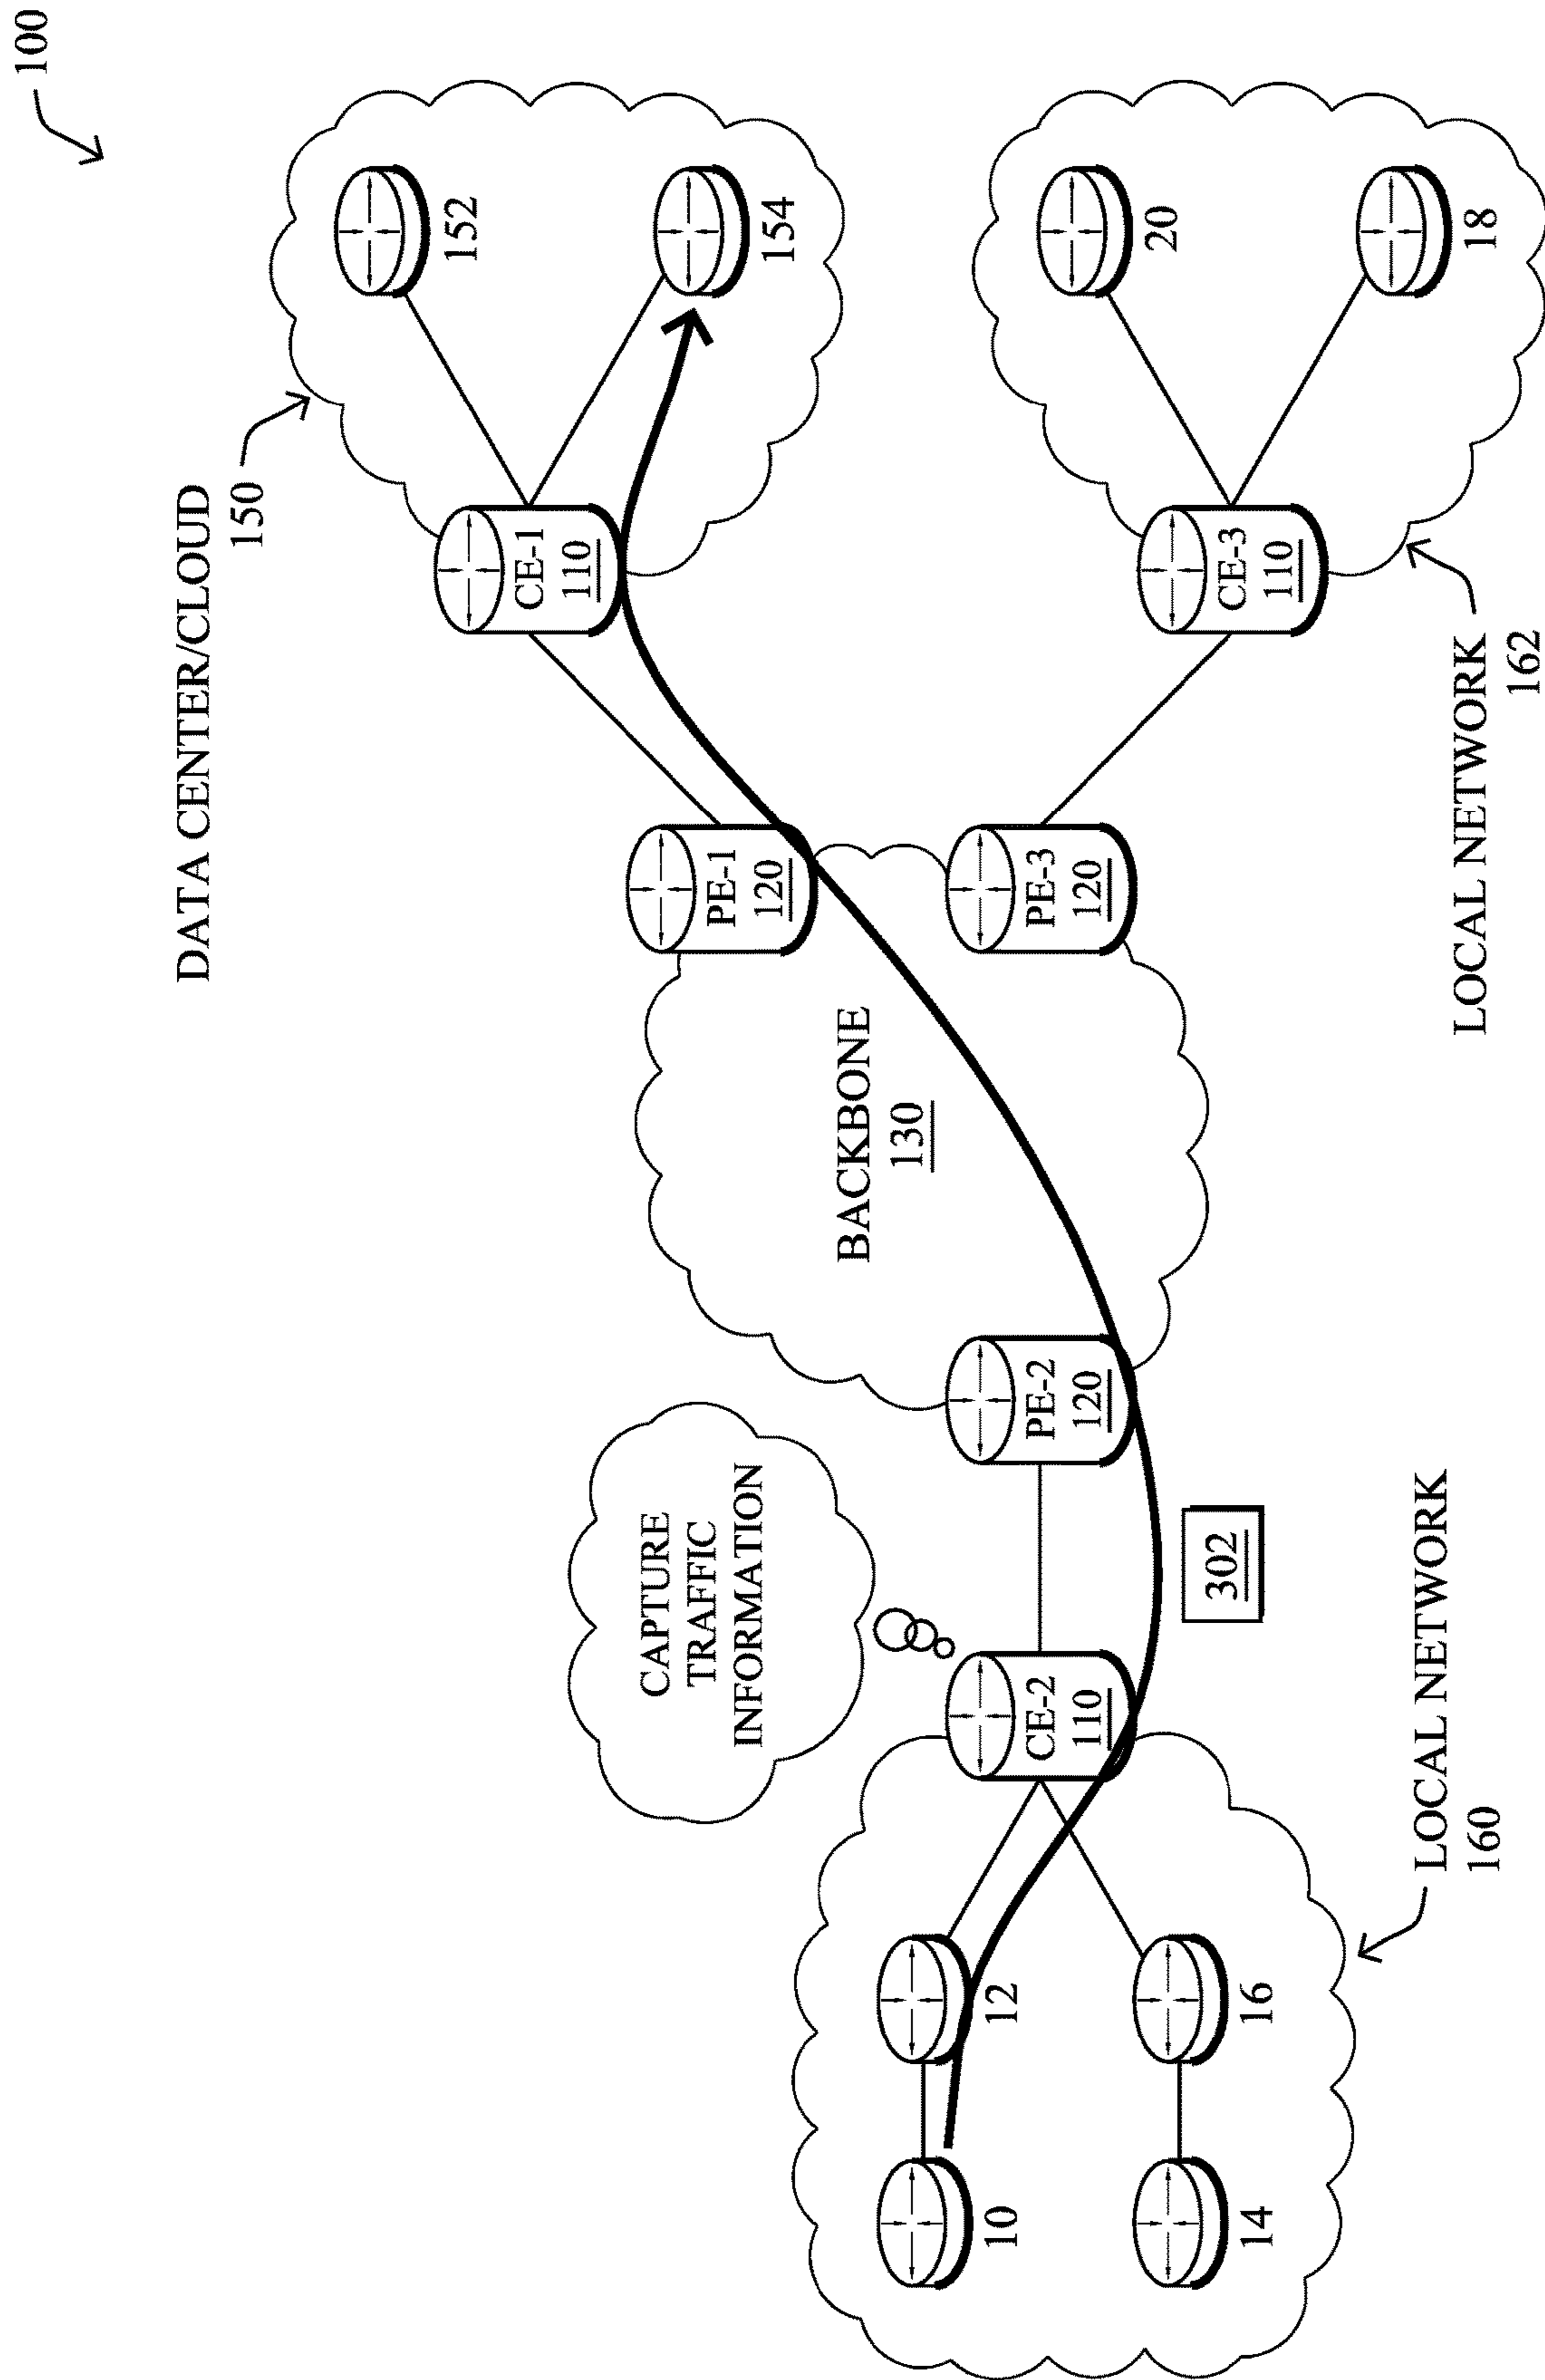 100
DATA CENTER/CLOUD
150
152
154
CE-1
110
PE-1
120
BACKBONE
130
CAPTURE
TRAFFIC
INFORMATION
10
12
14
16
CE-2
110
PE-2
120
302
PE-3
120
CE-3
110
20
18
LOCAL NETWORK
160
LOCAL NETWORK
162